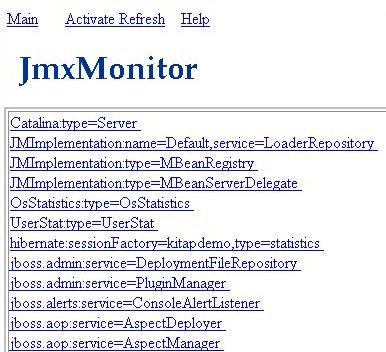 Main Activate Refresh Help
JmxMonitor
Catalina:type=Server
JMImplementation:name=Default,service=LoaderRepository
JMImplementation:type=MBeanRegistry
JMImplementation:type=MBeanServerDelegate
OsStatistics:type=OsStatistics
UserStat:type=UserStat
hibernate:sessionFactory=kitapdemo,type=statistics
jboss.admin:service=DeploymentFileRepository
jboss.admin:service=PluginManager
jboss.alerts:service=ConsoleAlertListener
jboss.aop:service=AspectDeployer
jboss.aop:service=AspectManager